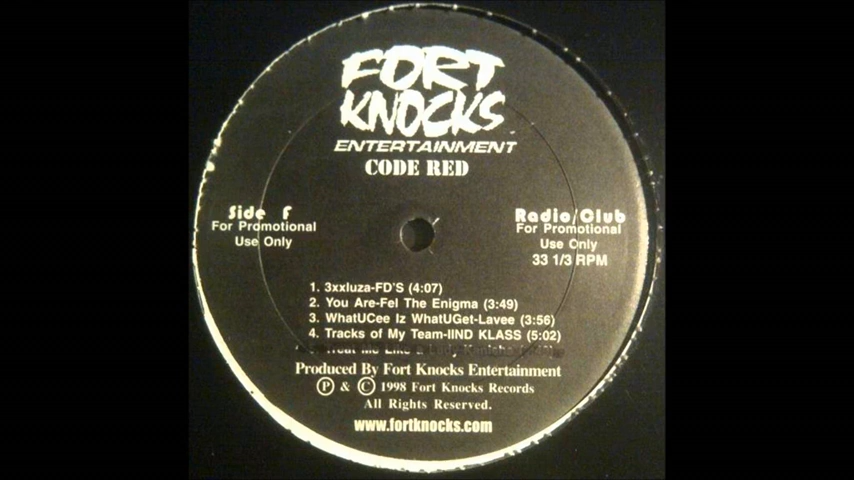 FORT
KNOCKS
ENTERTAINMENT
CODE RED
Side F
For Promotional
Use Only
Radio/Club
For Promotional
Use Only
33 1/3 RPM
1. 3xxluza-FD'S (4:07)
2. You Are-Fel The Enigma (3:49)
3. WhatUCee Iz WhatUGet-Lavee (3:56)
4. Tracks of My Team-IIND KLASS (5:02)
Treat Me Like
Produced By Fort Knocks Entertainment
Ⓟ & © 1998 Fort Knocks Records
All Rights Reserved.
www.fortknocks.com